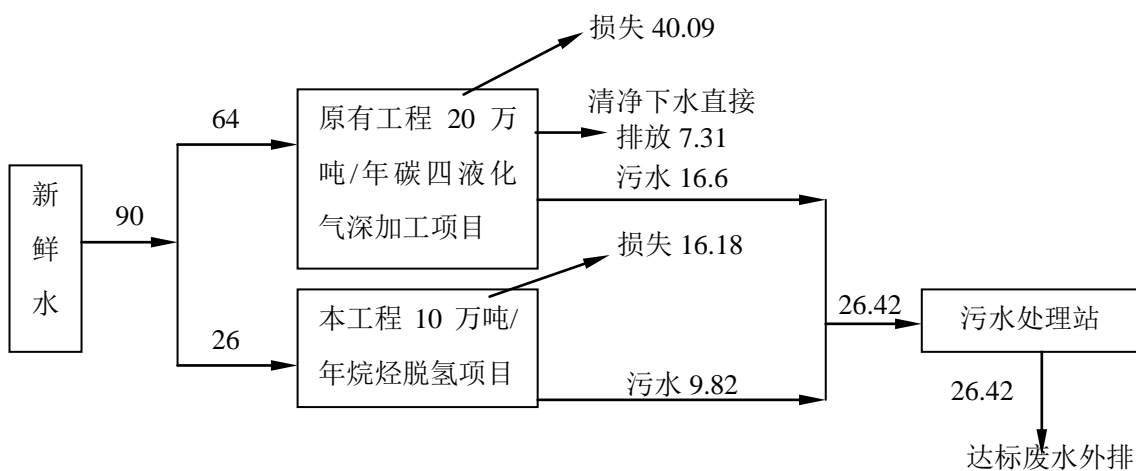 损失 40.09
64
原有工程 20 万
吨/年碳四液化
气深加工项目
清净下水直接
排放 7.31
污水 16.6
新
鲜
水
90
损失 16.18
26
本工程 10 万吨/
年烷烃脱氢项目
污水 9.82
26.42
污水处理站
26.42
达标废水外排